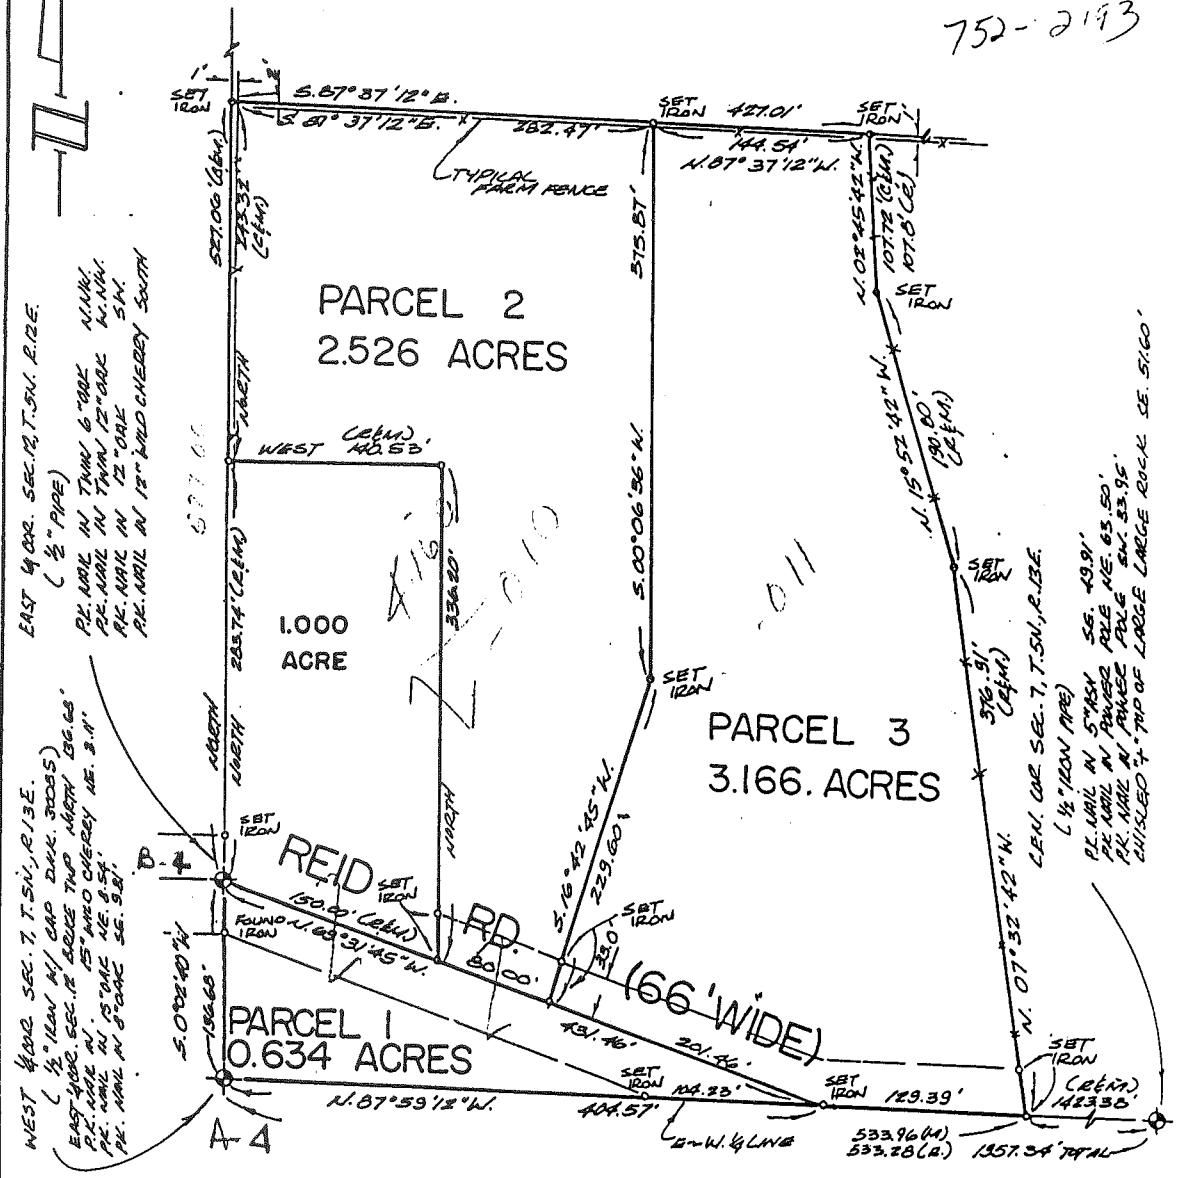 752-2193
1' 2'
SET IRON
S.87°37'12"E.
S.87°37'12"E. 282.47'
SET IRON
427.01'
SET IRON
144.54'
N.87°37'12"W.
TYPICAL FARM FENCE
527.06' (C&M)
243.32' (C&M)
NORTH
375.87'
S.00°06'36"W.
N.02°45'42"W.
107.72' (C&M)
107.8' (R)
SET IRON
PARCEL 2
2.526 ACRES
N.15°52'42"W.
190.80' (R&M)
SET IRON
WEST (R&M) 140.53'
283.74' (R&M)
NORTH
NORTH
1.000
ACRE
336.20'
NORTH
4.16
2-010
.011
SET IRON
PARCEL 3
3.166. ACRES
376.91' (R&M)
N.07°32'42"W.
S.16°42'45"W.
229.60'
SET IRON
33.0'
SET IRON
B-4
REID RD. (66' WIDE)
SET IRON
150.00' (R&M)
N.69°31'45"W.
80.00'
431.46'
201.46'
FOUND IRON
S.0°02'40"W
136.68'
PARCEL 1
0.634 ACRES
A-4
N.87°59'12"W.
404.57'
SET IRON
104.23'
SET IRON
E-W. ¼ LINE
129.39'
SET IRON
533.96(M)
533.28(R.)
(R&M)
1423.38'
1957.34' TOTAL
EAST ¼ COR. SEC.12, T.5N. R.12E.
( ½" PIPE)
P.K. NAIL IN TWIN 6" OAK N.NW.
P.K. NAIL IN TWIN 12" OAK W.NW.
P.K. NAIL IN 12" OAK SW.
P.K. NAIL IN 12" WILD CHERRY SOUTH
WEST ¼ COR. SEC. 7, T.5N., R.13E.
( ½" IRON W/ CAP
EAST ¼ COR. SEC.12 NORTH 136.68'
P.K. NAIL IN 15" WILD CHERRY NE. 3.11'
P.K. NAIL IN 15" OAK NE. 8.54'
P.K. NAIL IN 8" OAK SE. 9.81'
CEN. COR SEC. 7, T.5N., R.13E.
( ½" IRON PIPE)
P.K. NAIL IN 5" ASH SE. 49.91'
P.K. NAIL IN POWER POLE NE. 63.50'
P.K. NAIL IN POWER POLE SW. 33.95'
CHISLED "+" TOP OF LARGE LARGE ROCK SE. 51.60'